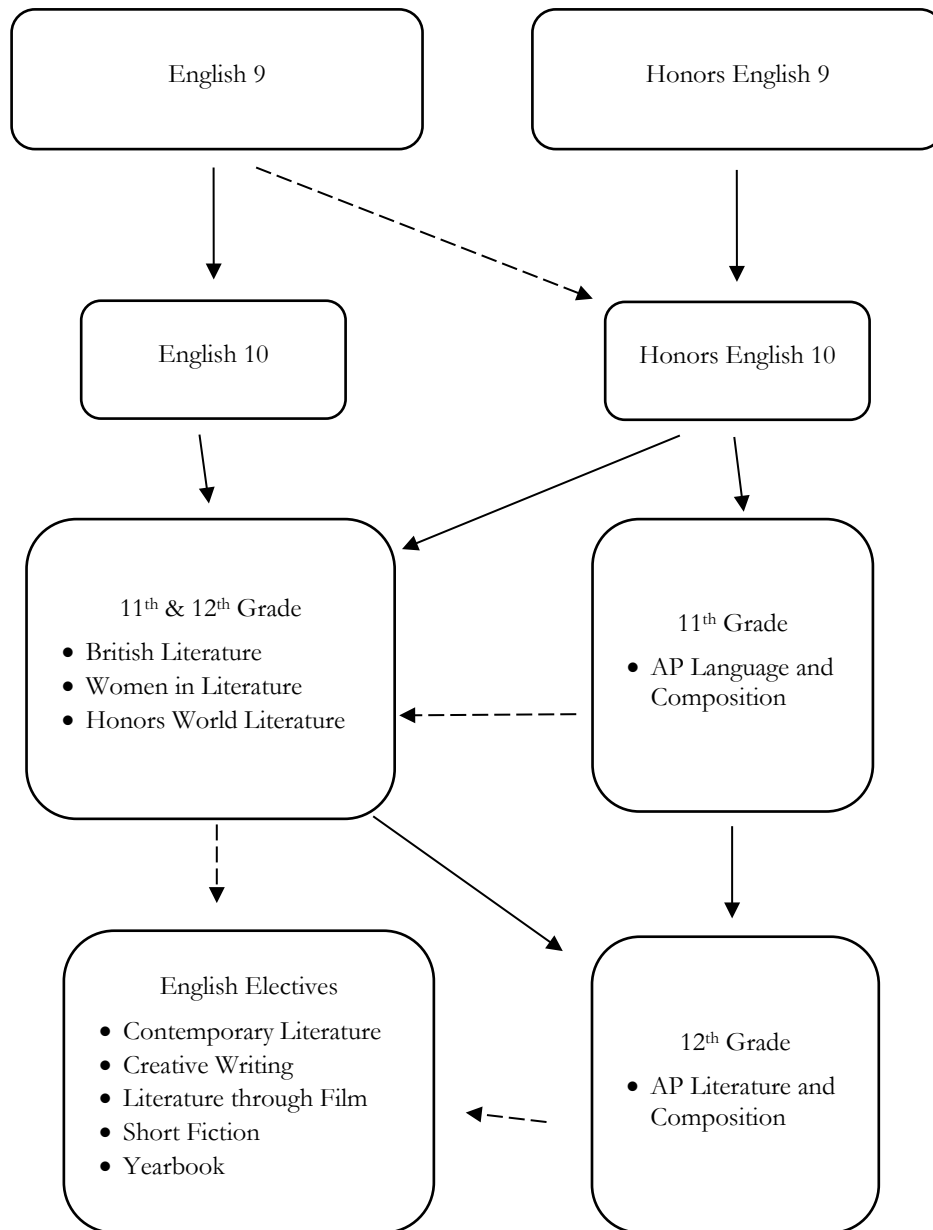 English 9
Honors English 9
English 10
Honors English 10
11th & 12th Grade
• British Literature
• Women in Literature
• Honors World Literature
11th Grade
• AP Language and
Composition
English Electives
• Contemporary Literature
• Creative Writing
• Literature through Film
• Short Fiction
• Yearbook
12th Grade
• AP Literature and
Composition